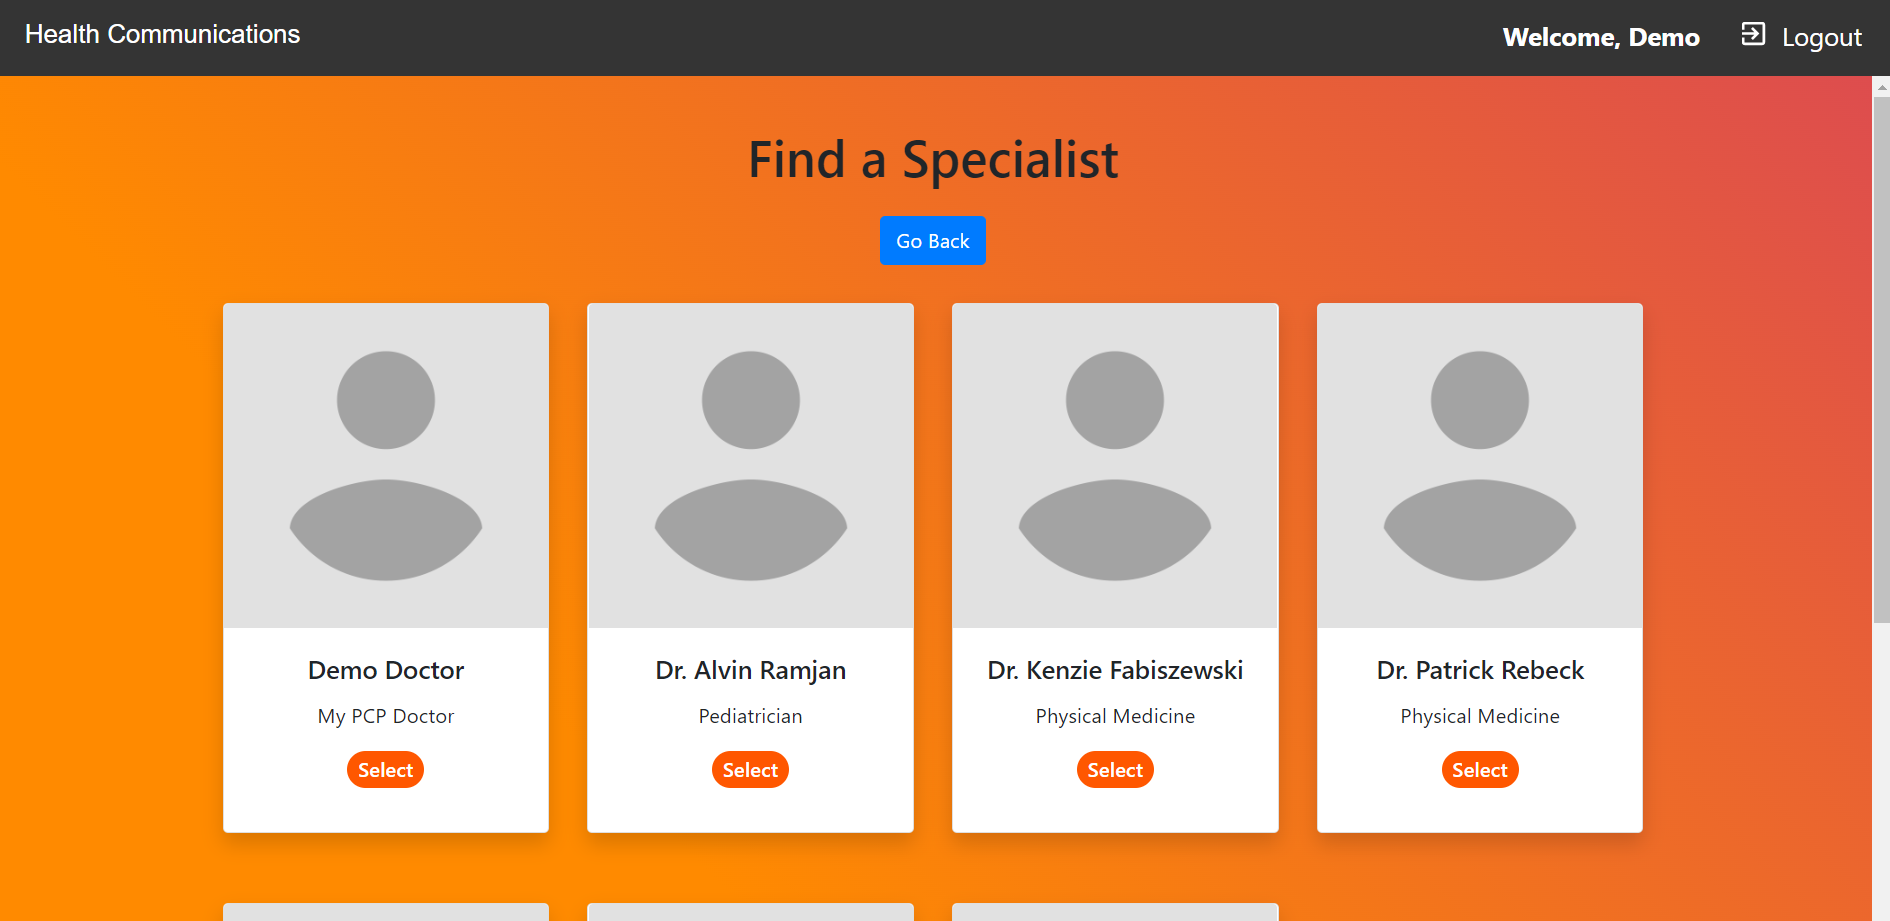 Health Communications
Welcome, Demo
Logout
Find a Specialist
Go Back
Demo Doctor
My PCP Doctor
Select
Dr. Alvin Ramjan
Pediatrician
Select
Dr. Kenzie Fabiszewski
Physical Medicine
Select
Dr. Patrick Rebeck
Physical Medicine
Select